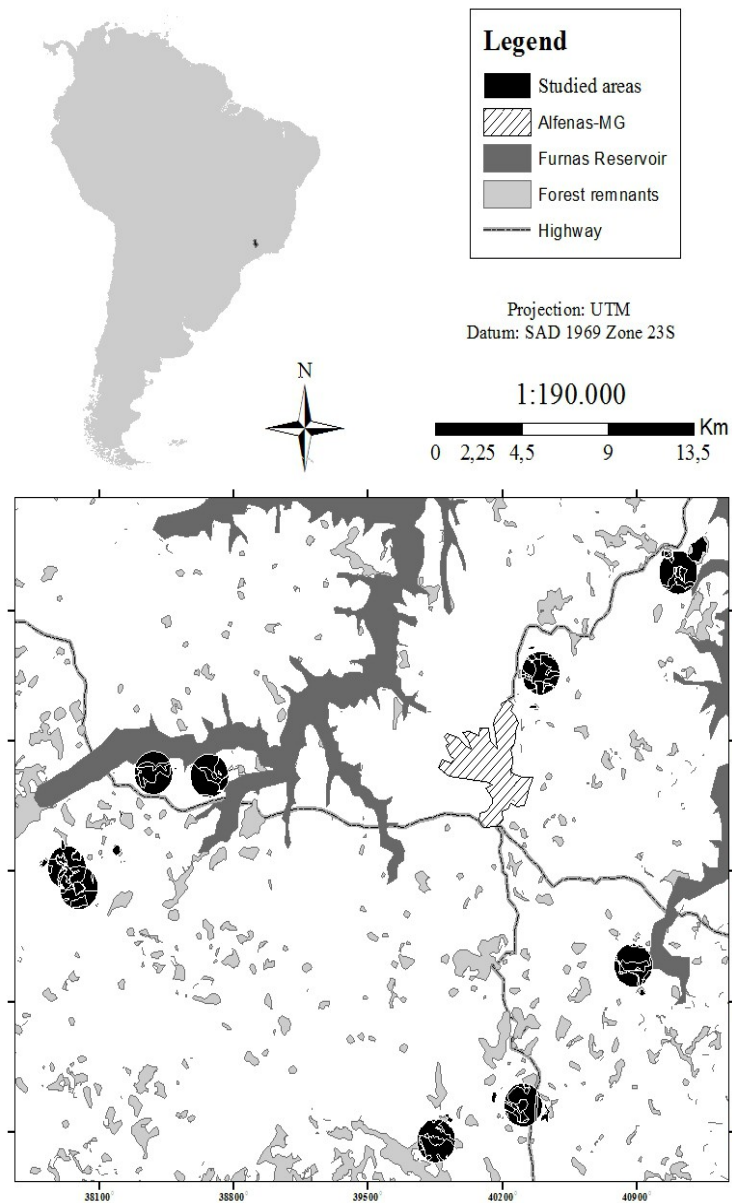 Legend
Studied areas
Alfenas-MG
Furnas Reservoir
Forest remnants
Highway
Projection: UTM
Datum: SAD 1969 Zone 23S
N
1:190.000
Km
0 2,25 4,5 9 13,5
38100 38800 39500 40200 40900